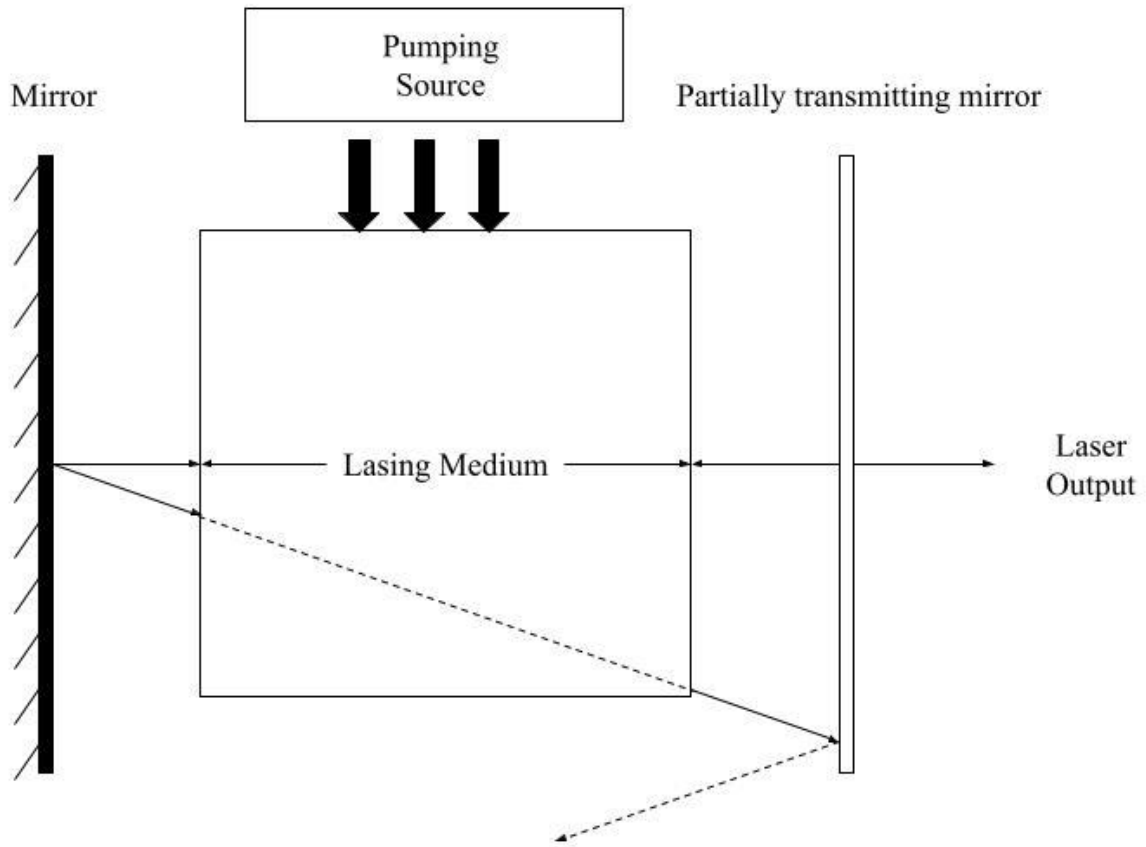 Pumping
Source
Mirror
Partially transmitting mirror
Lasing Medium
Laser
Output